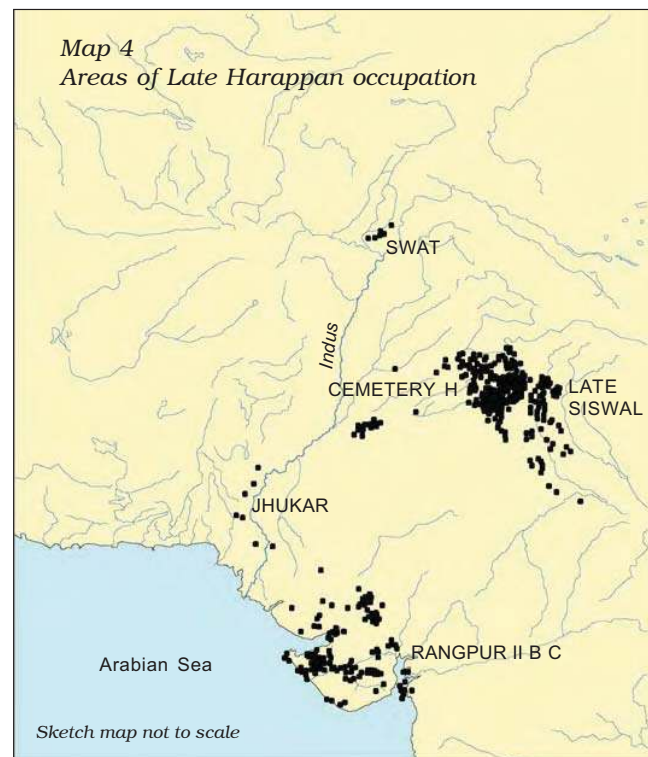 Map 4
Areas of Late Harappan occupation
SWAT
Indus
CEMETERY H
LATE
SISWAL
JHUKAR
RANGPUR II B C
Arabian Sea
Sketch map not to scale